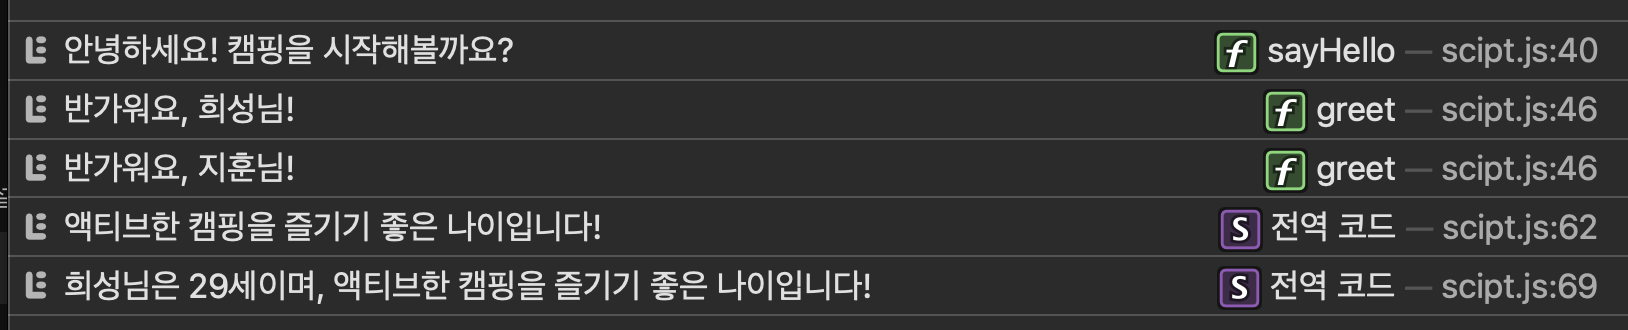 안녕하세요! 캠핑을 시작해볼까요? f sayHello — scipt.js:40
반가워요, 희성님! f greet — scipt.js:46
반가워요, 지훈님! f greet — scipt.js:46
액티브한 캠핑을 즐기기 좋은 나이입니다! S 전역 코드 — scipt.js:62
희성님은 29세이며, 액티브한 캠핑을 즐기기 좋은 나이입니다! S 전역 코드 — scipt.js:69